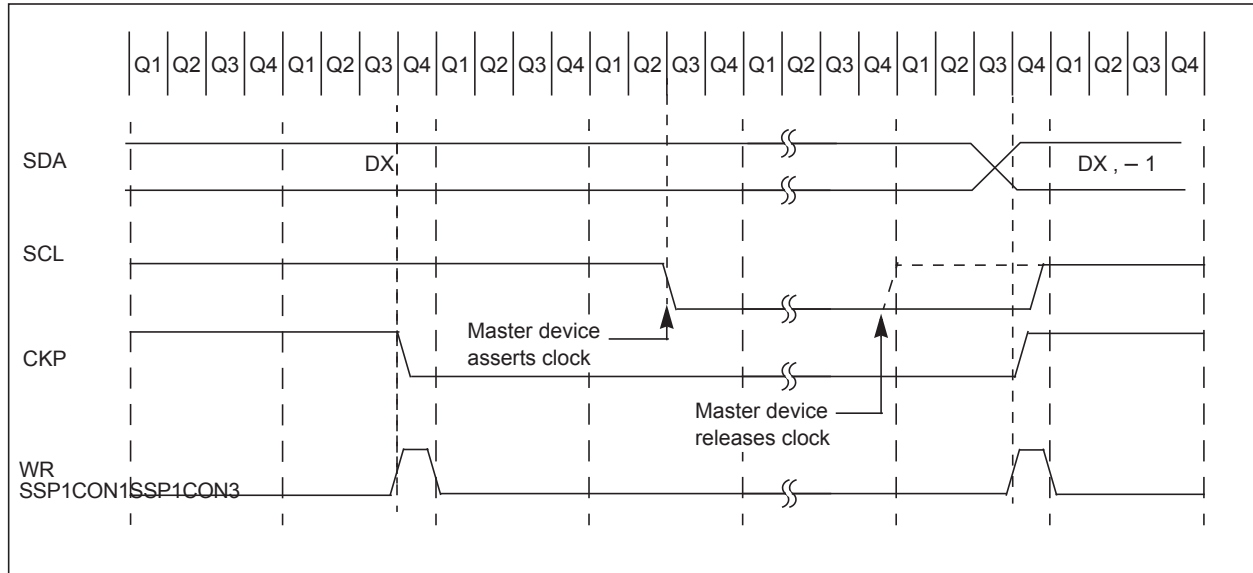 Q1 Q2 Q3 Q4 Q1 Q2 Q3 Q4 Q1 Q2 Q3 Q4 Q1 Q2 Q3 Q4 Q1 Q2 Q3 Q4 Q1 Q2 Q3 Q4 Q1 Q2 Q3 Q4
SDA
DX
DX , – 1
SCL
Master device
asserts clock
CKP
Master device
releases clock
WR
SSP1CON1SSP1CON3